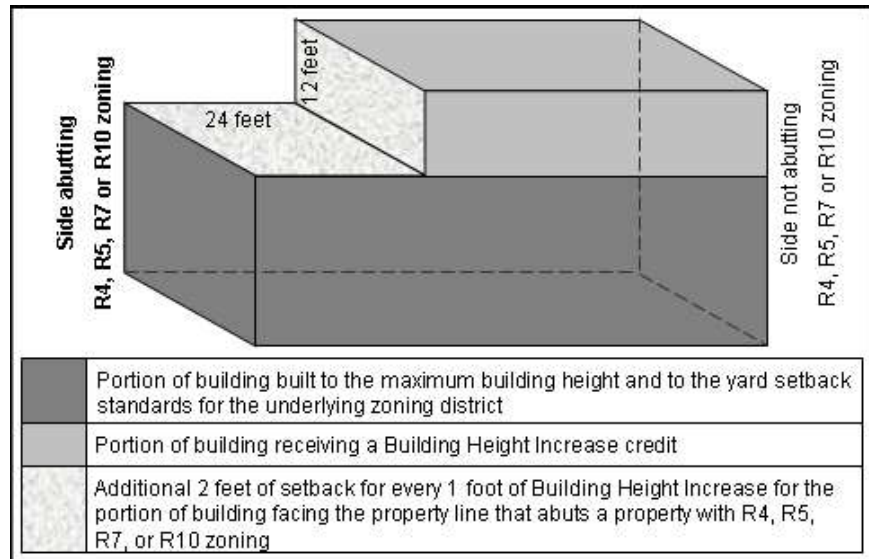 Side abutting
R4, R5, R7 or R10 zoning
24 feet
12 feet
Side not abutting
R4, R5, R7 or R10 zoning
Portion of building built to the maximum building height and to the yard setback
standards for the underlying zoning district
Portion of building receiving a Building Height Increase credit
Additional 2 feet of setback for every 1 foot of Building Height Increase for the
portion of building facing the property line that abuts a property with R4, R5,
R7, or R10 zoning